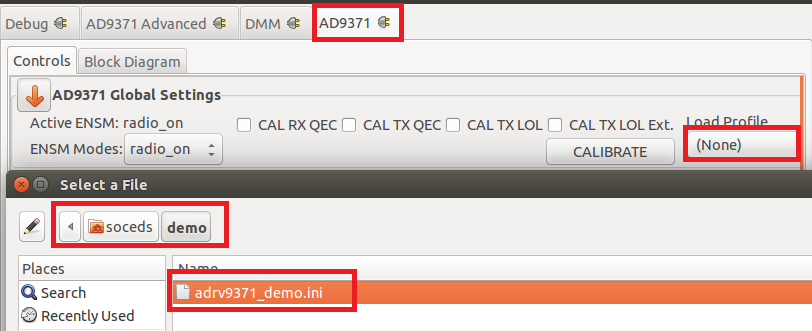 Debug AD9371 Advanced DMM AD9371
Controls Block Diagram
AD9371 Global Settings
Active ENSM: radio_on CAL RX QEC CAL TX QEC CAL TX LOL CAL TX LOL Ext. Load Profile
ENSM Modes: radio_on CALIBRATE (None)
Select a File
soceds demo
Places Name
Search adrv9371_demo.ini
Recently Used